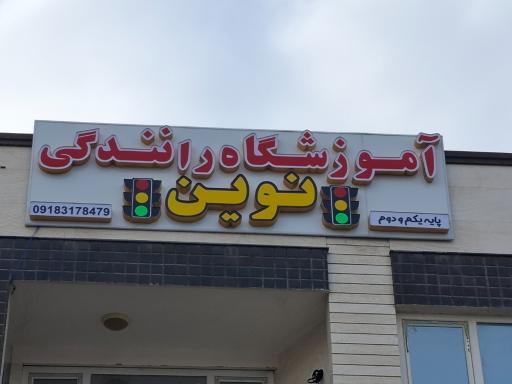 آموزشگاه رانندگی
نوین
پایه یکم و دوم
09183178479